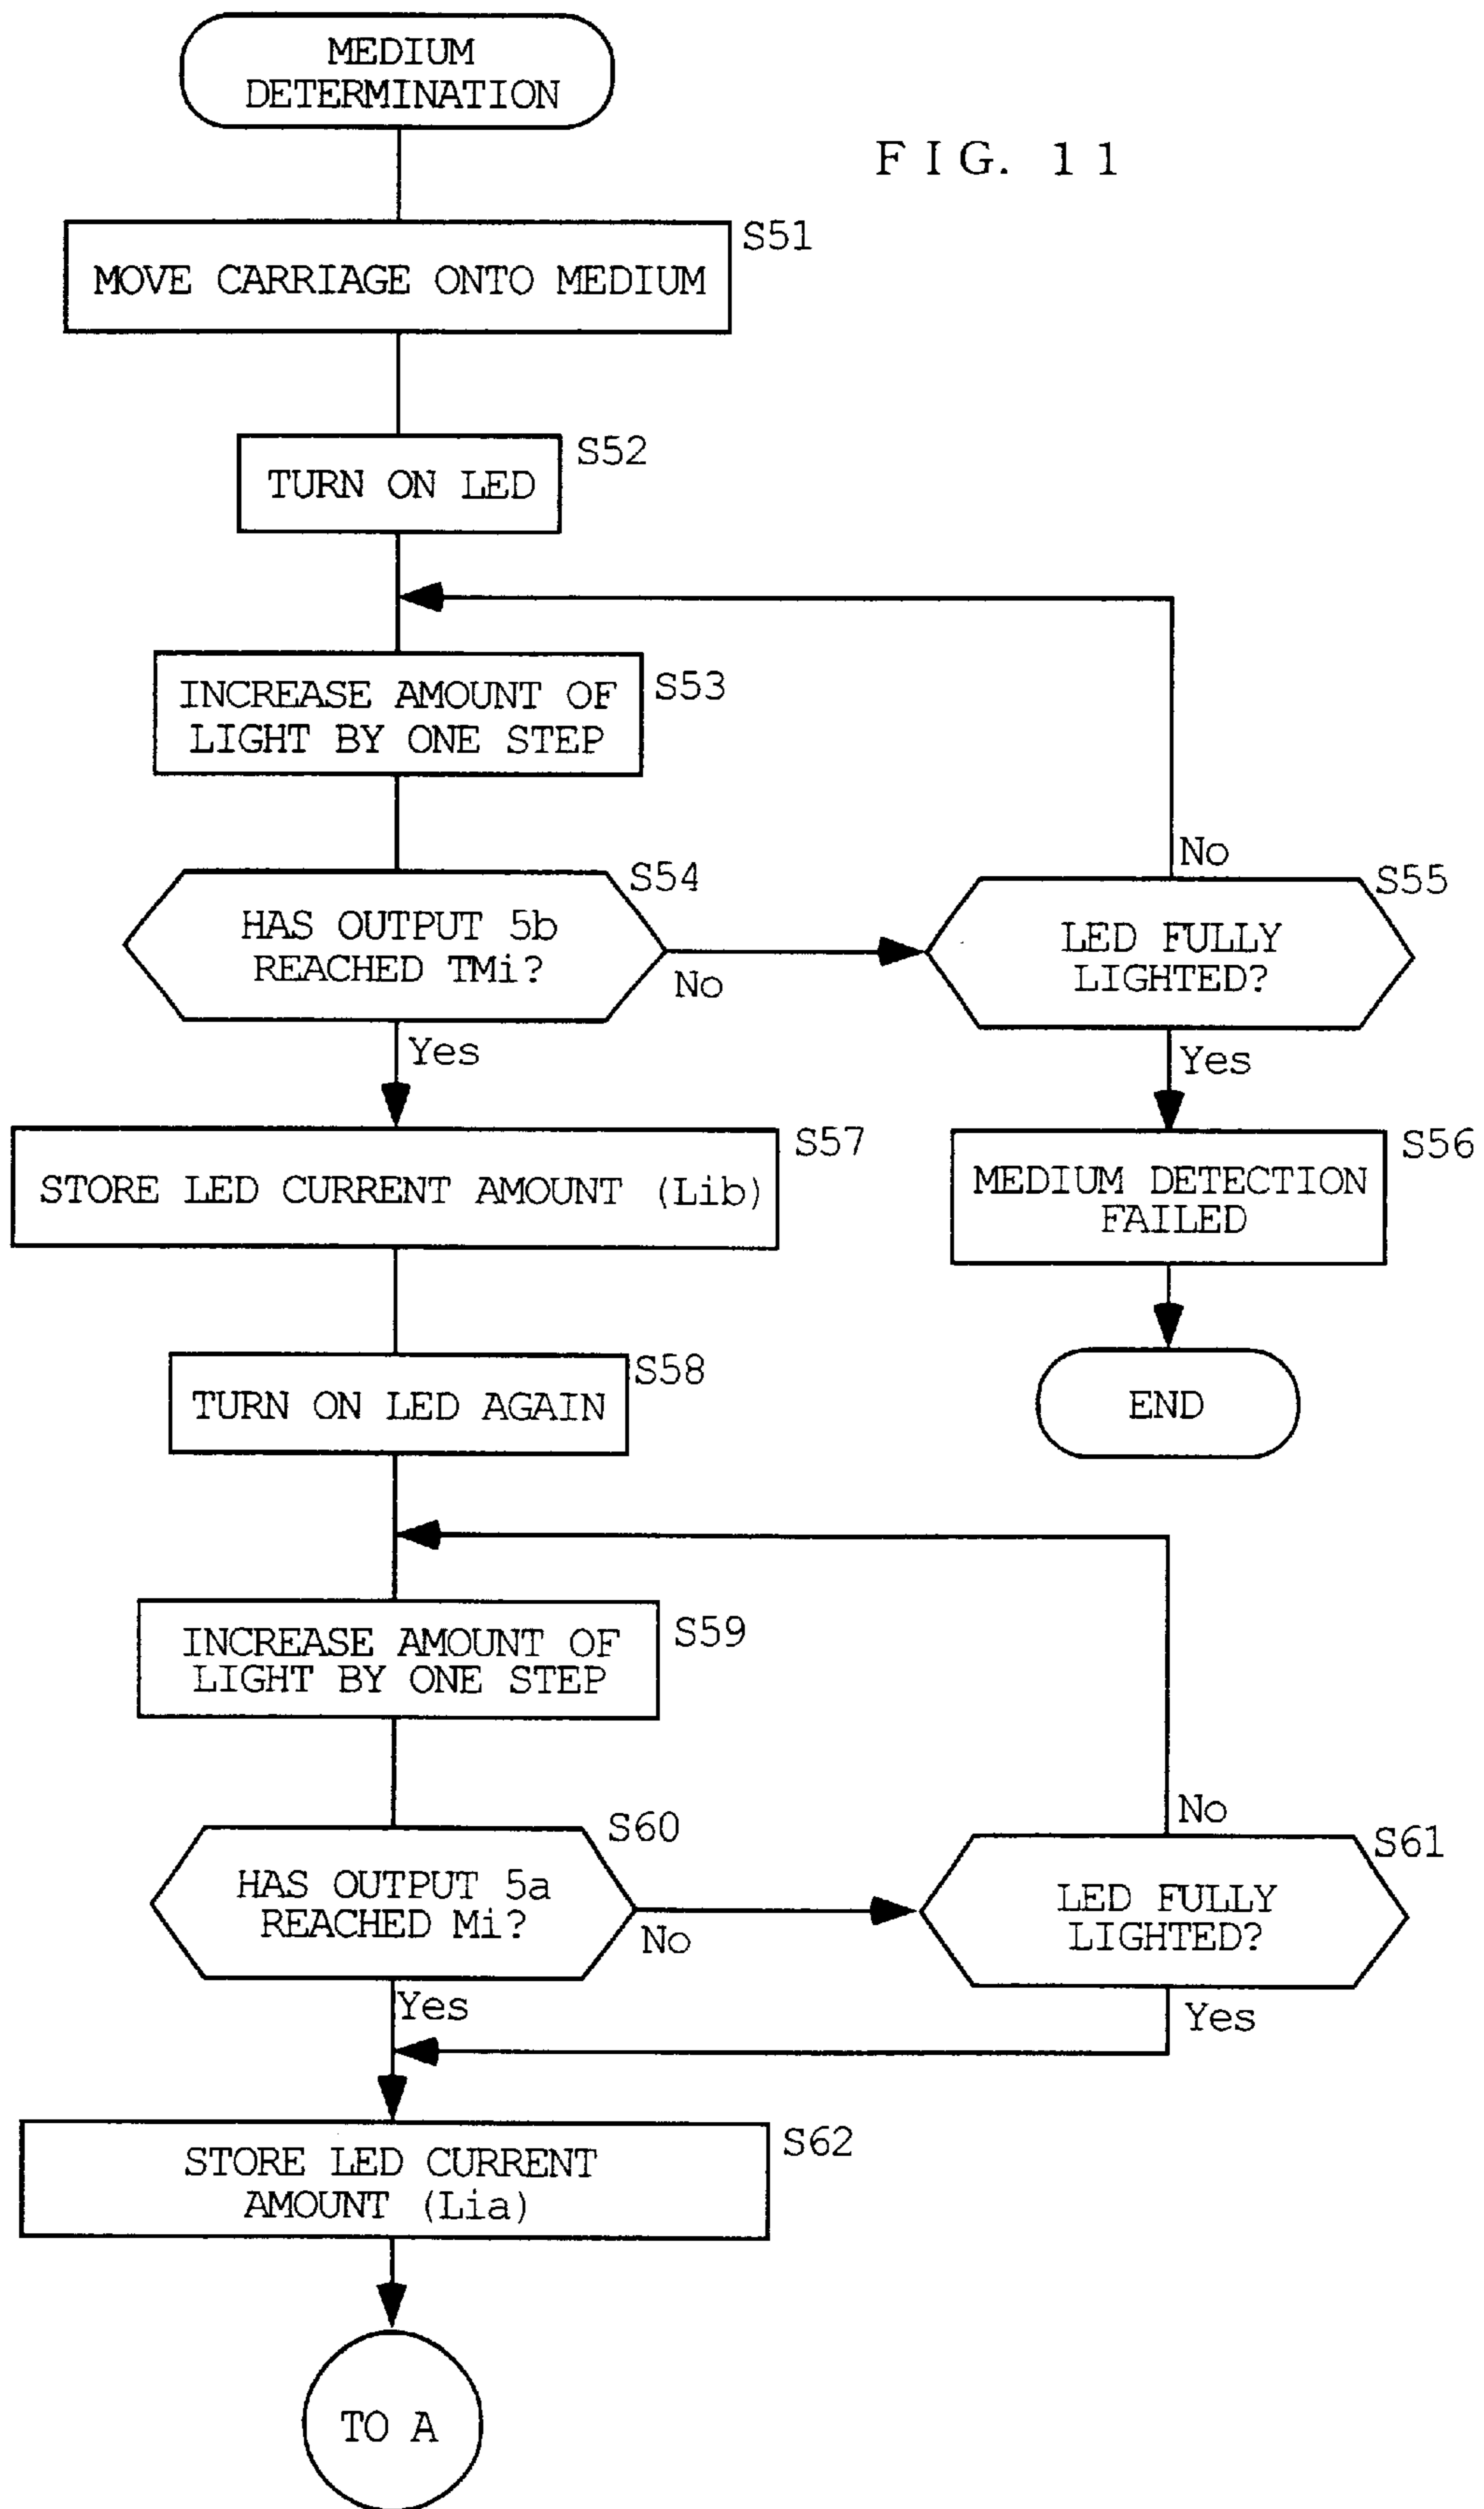 MEDIUM
DETERMINATION
FIG. 11
S51
MOVE CARRIAGE ONTO MEDIUM
S52
TURN ON LED
S53
INCREASE AMOUNT OF
LIGHT BY ONE STEP
S54
HAS OUTPUT 5b
REACHED TMi?
No
No
S55
LED FULLY
LIGHTED?
Yes
Yes
S57
STORE LED CURRENT AMOUNT (Lib)
S56
MEDIUM DETECTION
FAILED
END
S58
TURN ON LED AGAIN
S59
INCREASE AMOUNT OF
LIGHT BY ONE STEP
S60
HAS OUTPUT 5a
REACHED Mi?
No
No
S61
LED FULLY
LIGHTED?
Yes
Yes
S62
STORE LED CURRENT
AMOUNT (Lia)
TO A